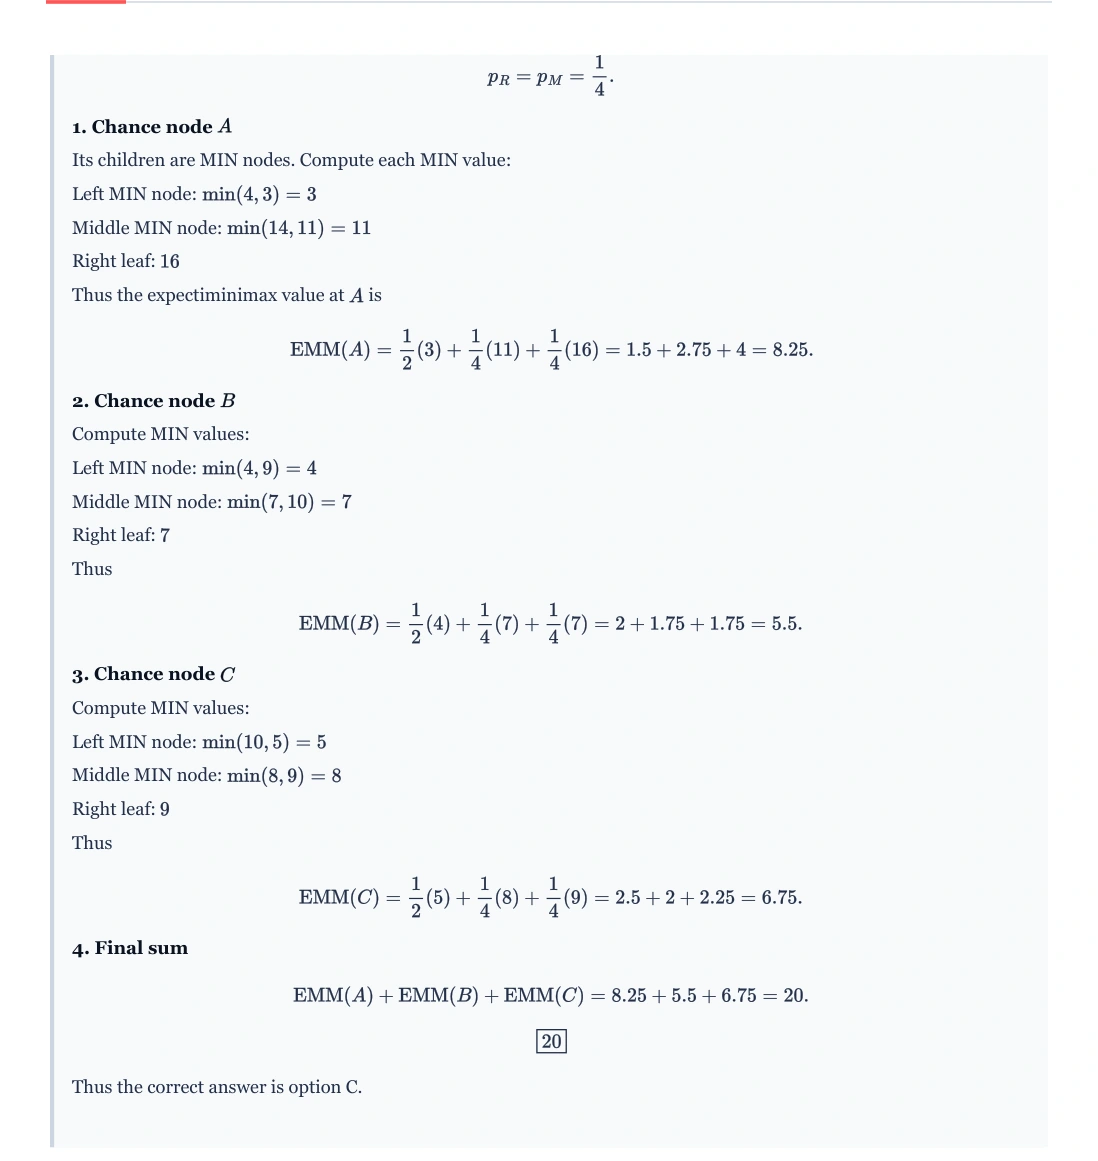 p_R = p_M = 1/4.
1. Chance node A
Its children are MIN nodes. Compute each MIN value:
Left MIN node: min(4, 3) = 3
Middle MIN node: min(14, 11) = 11
Right leaf: 16
Thus the expectiminimax value at A is
EMM(A) = 1/2(3) + 1/4(11) + 1/4(16) = 1.5 + 2.75 + 4 = 8.25.
2. Chance node B
Compute MIN values:
Left MIN node: min(4, 9) = 4
Middle MIN node: min(7, 10) = 7
Right leaf: 7
Thus
EMM(B) = 1/2(4) + 1/4(7) + 1/4(7) = 2 + 1.75 + 1.75 = 5.5.
3. Chance node C
Compute MIN values:
Left MIN node: min(10, 5) = 5
Middle MIN node: min(8, 9) = 8
Right leaf: 9
Thus
EMM(C) = 1/2(5) + 1/4(8) + 1/4(9) = 2.5 + 2 + 2.25 = 6.75.
4. Final sum
EMM(A) + EMM(B) + EMM(C) = 8.25 + 5.5 + 6.75 = 20.
20
Thus the correct answer is option C.